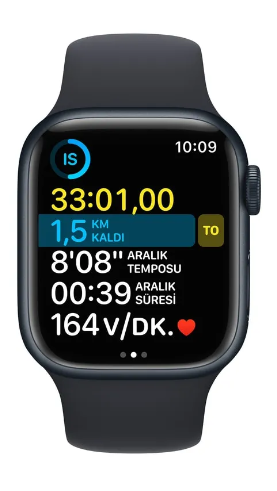 IS
10:09
33:01,00
1,5 KM KALDI
TO
8'08" ARALIK TEMPOSU
00:39 ARALIK SÜRESİ
164 V/DK.